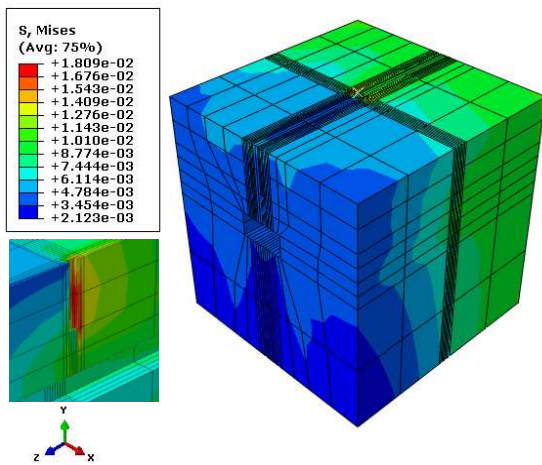 S, Mises
(Avg: 75%)
+1.809e-02
+1.676e-02
+1.543e-02
+1.409e-02
+1.276e-02
+1.143e-02
+1.010e-02
+8.774e-03
+7.444e-03
+6.114e-03
+4.784e-03
+3.454e-03
+2.123e-03
Y
Z
X